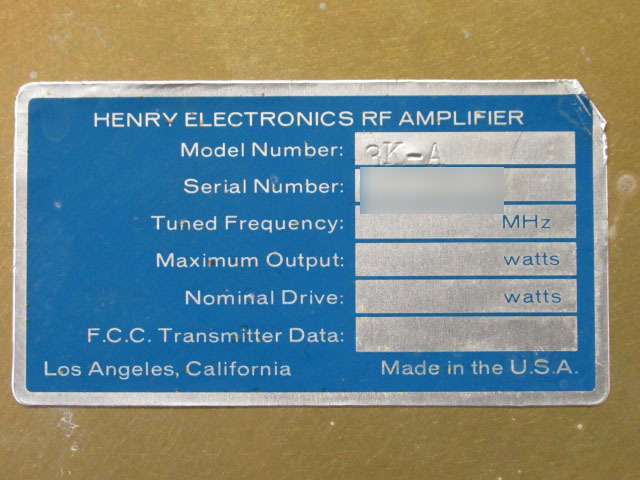 HENRY ELECTRONICS RF AMPLIFIER
Model Number: 3K-A
Serial Number:
Tuned Frequency: MHz
Maximum Output: watts
Nominal Drive: watts
F.C.C. Transmitter Data:
Los Angeles, California Made in the U.S.A.